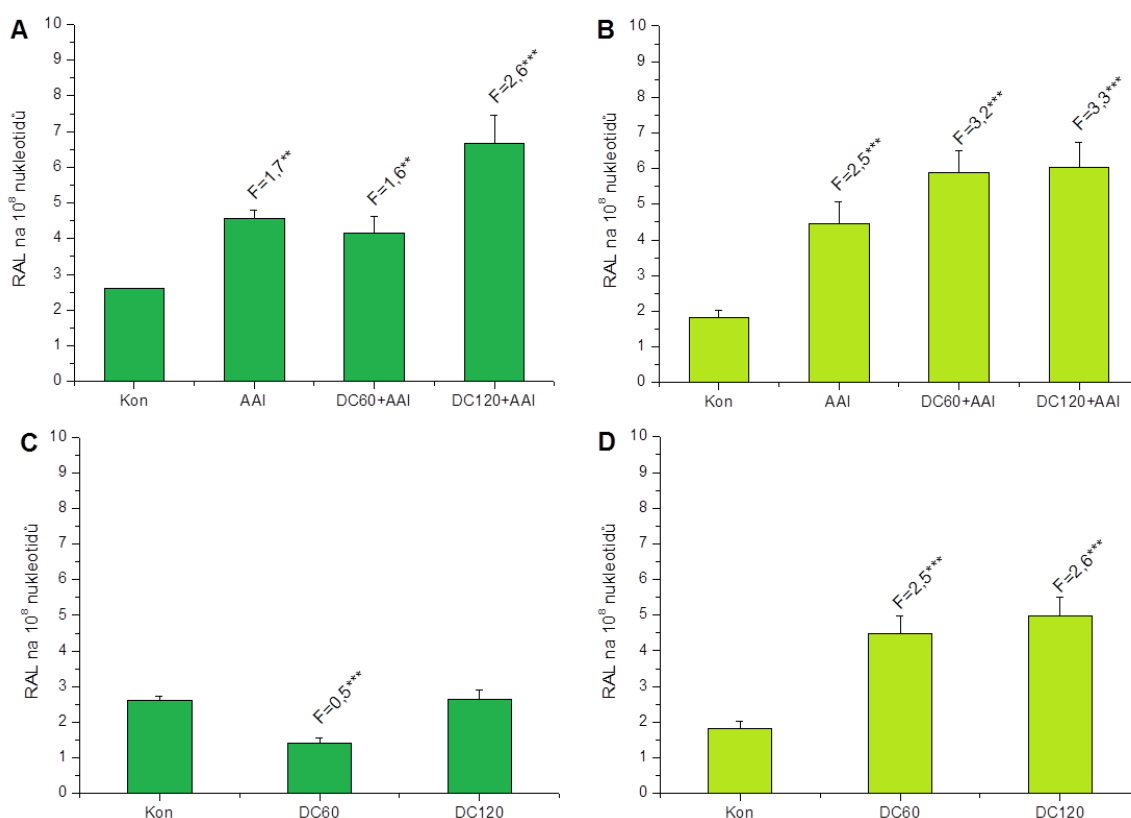 A
RAL na 10⁸ nukleotidů
10
9
8
7
6
5
4
3
2
1
0
F=1,7**
F=1,6**
F=2,6***
Kon AAI DC60+AAI DC120+AAI
B
RAL na 10⁸ nukleotidů
10
9
8
7
6
5
4
3
2
1
0
F=2,5***
F=3,2***
F=3,3***
Kon AAI DC60+AAI DC120+AAI
C
RAL na 10⁸ nukleotidů
10
9
8
7
6
5
4
3
2
1
0
F=0,5***
Kon DC60 DC120
D
RAL na 10⁸ nukleotidů
10
9
8
7
6
5
4
3
2
1
0
F=2,5***
F=2,6***
Kon DC60 DC120